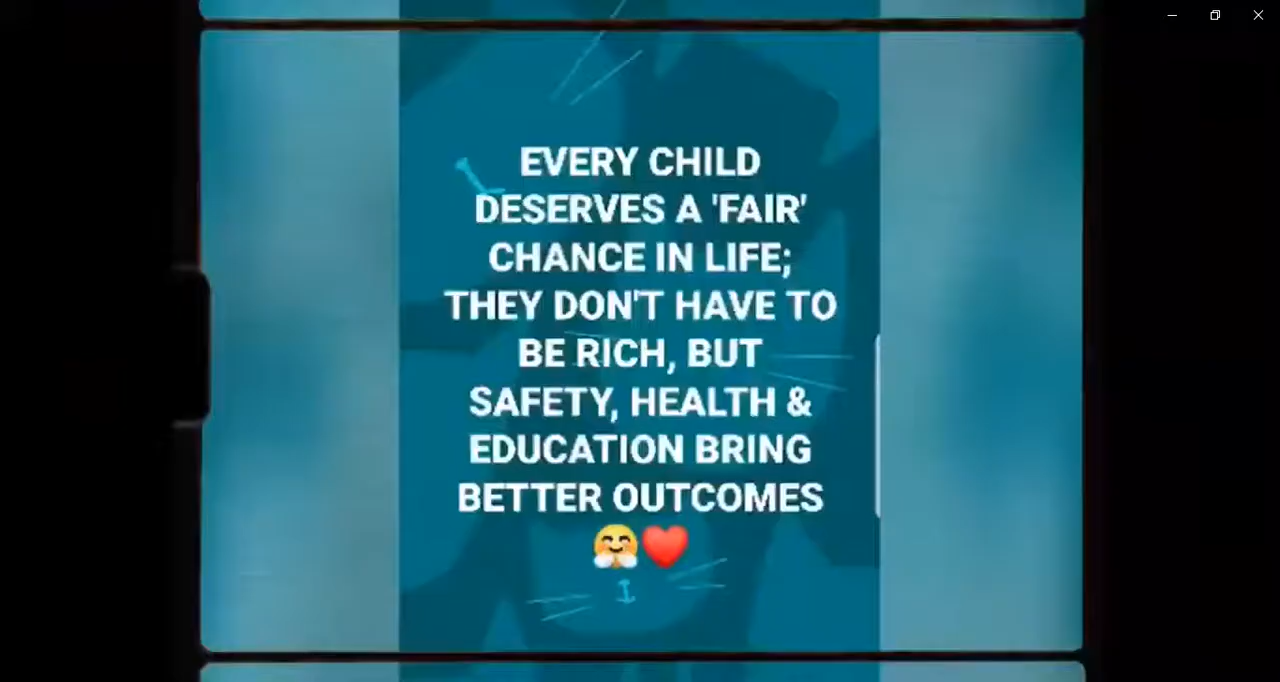 EVERY CHILD
DESERVES A 'FAIR'
CHANCE IN LIFE;
THEY DON'T HAVE TO
BE RICH, BUT
SAFETY, HEALTH &
EDUCATION BRING
BETTER OUTCOMES
🤗❤️